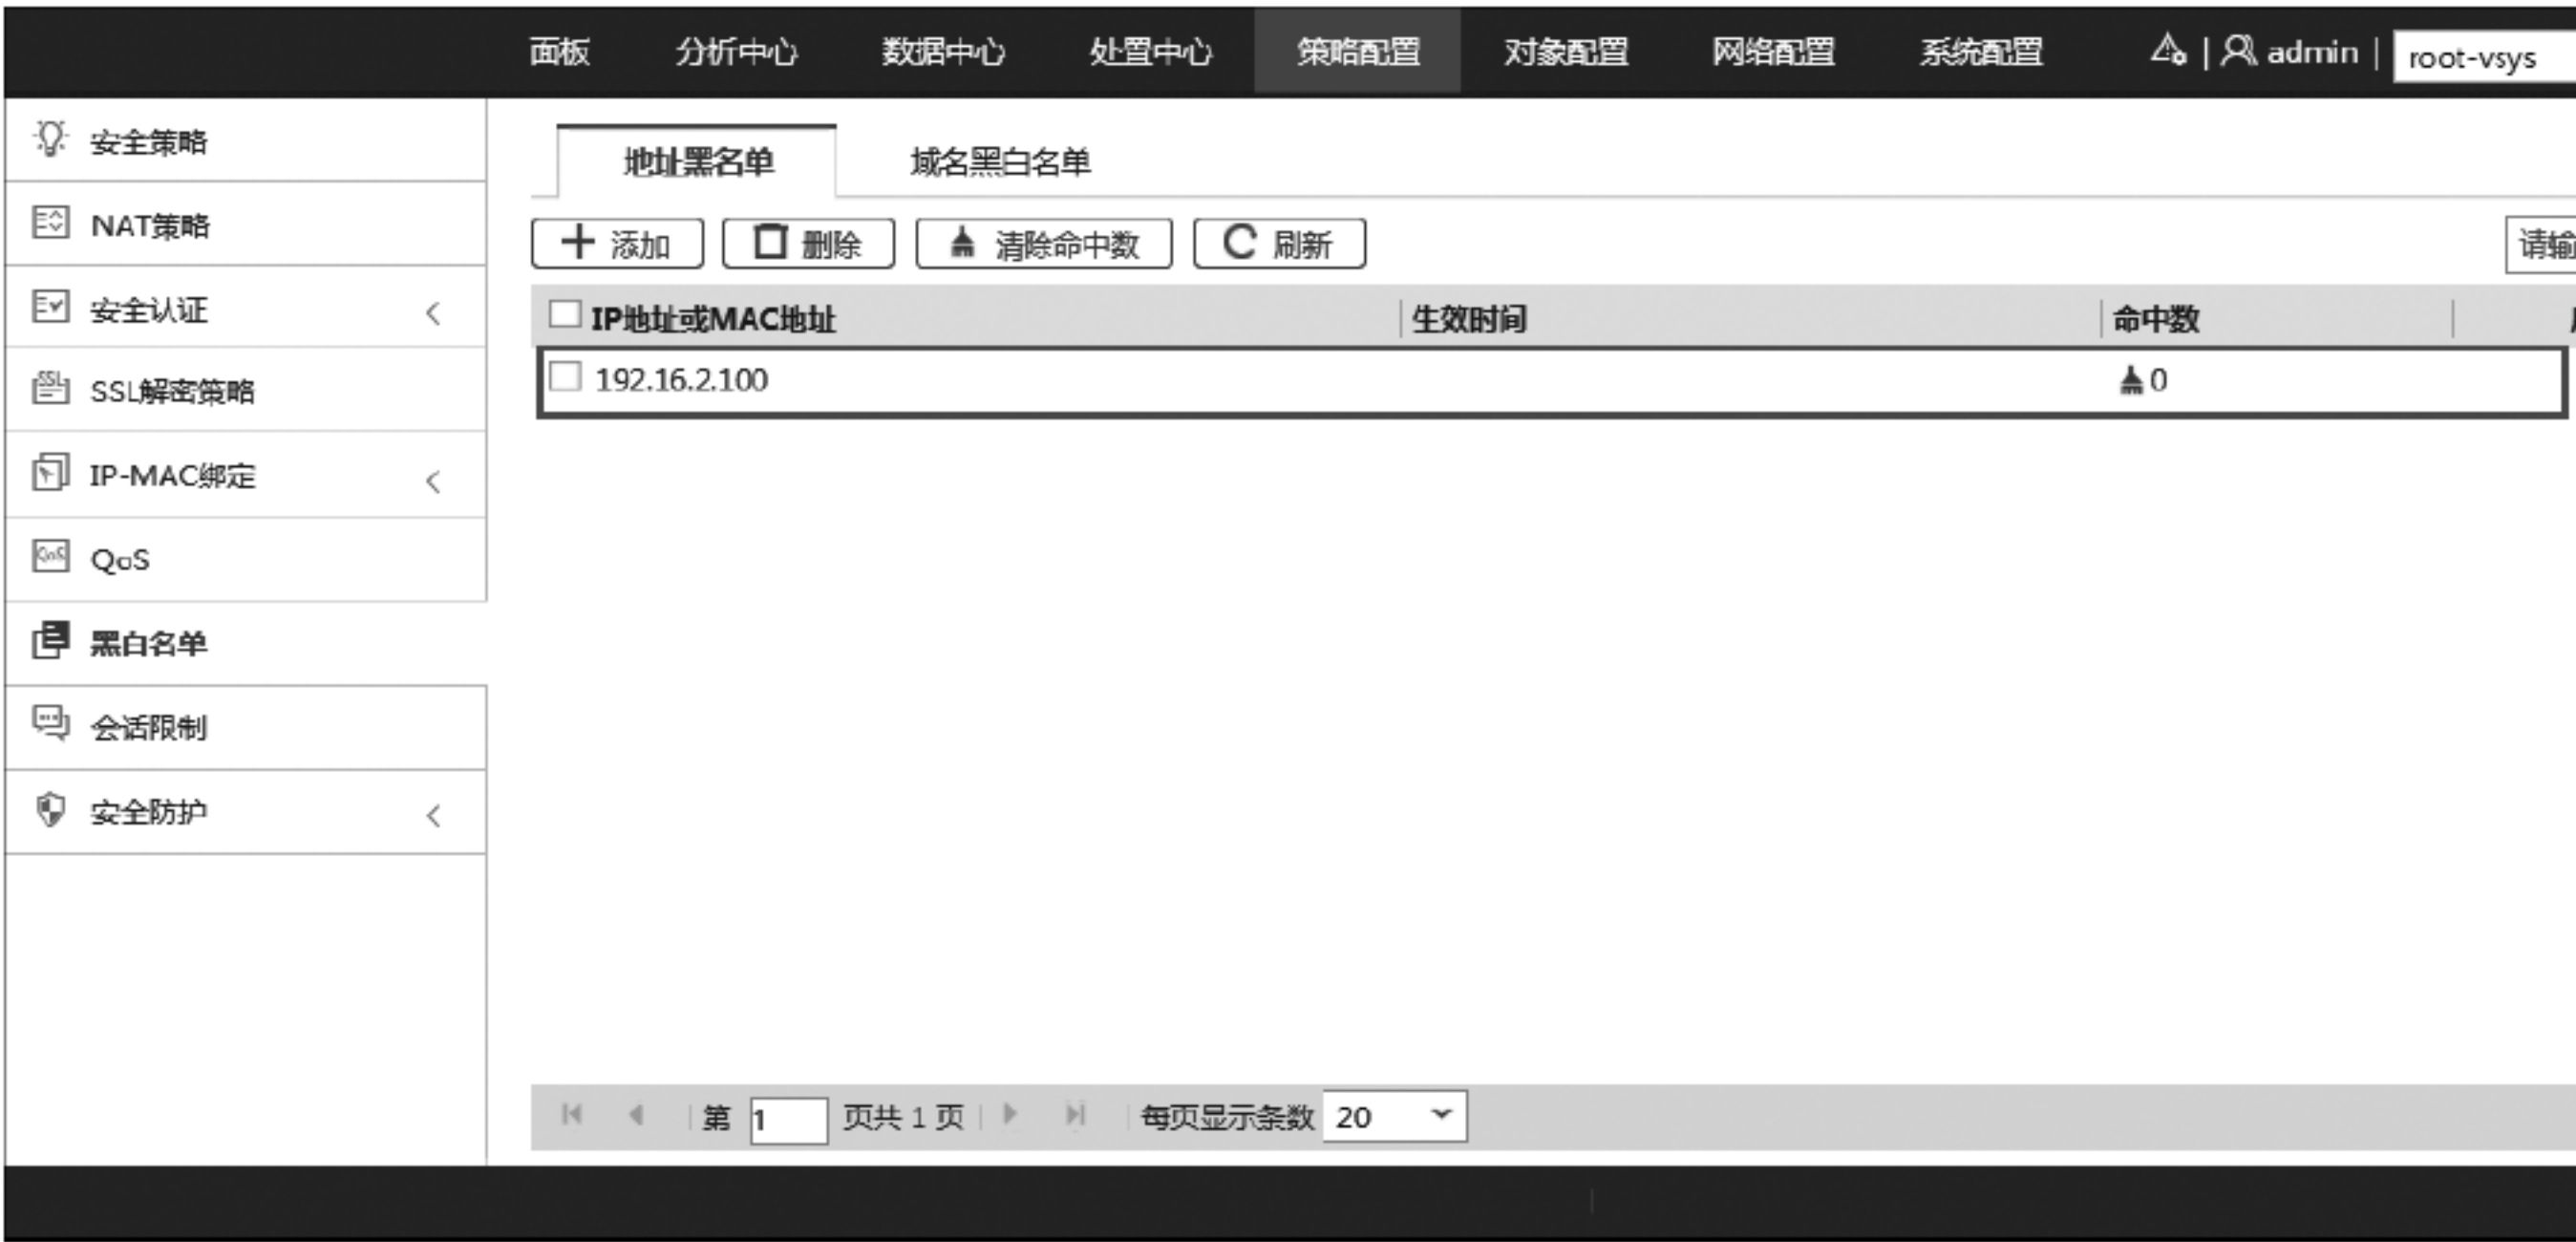 面板 分析中心 数据中心 处置中心 策略配置 对象配置 网络配置 系统配置 | admin | root-vsys
安全策略
NAT策略
安全认证
SSL解密策略
IP-MAC绑定
QoS
黑白名单
会话限制
安全防护
地址黑名单 域名黑白名单
添加 删除 清除命中数 刷新 请输
IP地址或MAC地址 生效时间 命中数
192.16.2.100 0
第 1 页共 1 页 每页显示条数 20